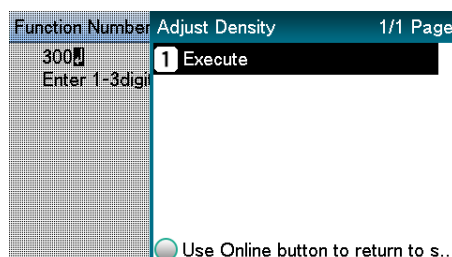 Function Number
Adjust Density 1/1 Page
300
1 Execute
Enter 1-3digi
Use Online button to return to s..